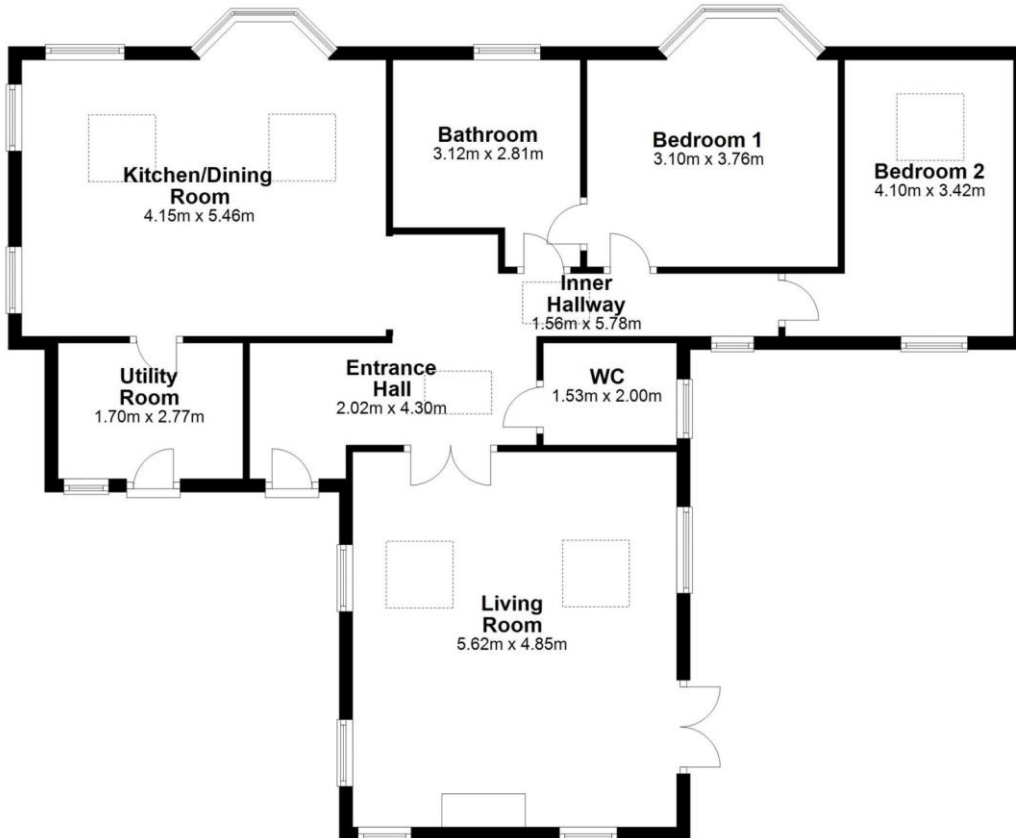 Kitchen/Dining
Room
4.15m x 5.46m
Bathroom
3.12m x 2.81m
Bedroom 1
3.10m x 3.76m
Bedroom 2
4.10m x 3.42m
Inner
Hallway
1.56m x 5.78m
Utility
Room
1.70m x 2.77m
Entrance
Hall
2.02m x 4.30m
WC
1.53m x 2.00m
Living
Room
5.62m x 4.85m